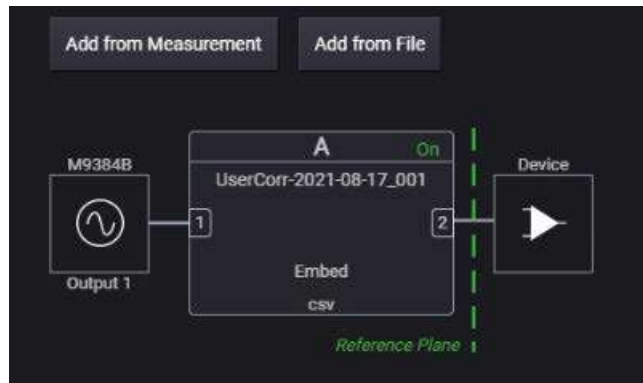 Add from Measurement
Add from File
A
On
M9384B
UserCorr-2021-08-17_001
Device
1
2
Embed
Output 1
csv
Reference Plane